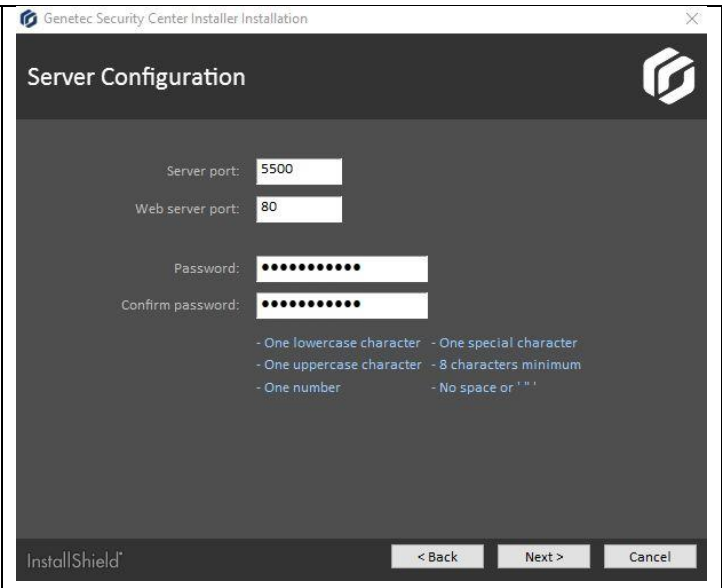 Genetec Security Center Installer Installation
Server Configuration
Server port: 5500
Web server port: 80
Password: •••••••••••
Confirm password: •••••••••••
- One lowercase character - One special character
- One uppercase character - 8 characters minimum
- One number - No space or ' " '
InstallShield
< Back Next > Cancel